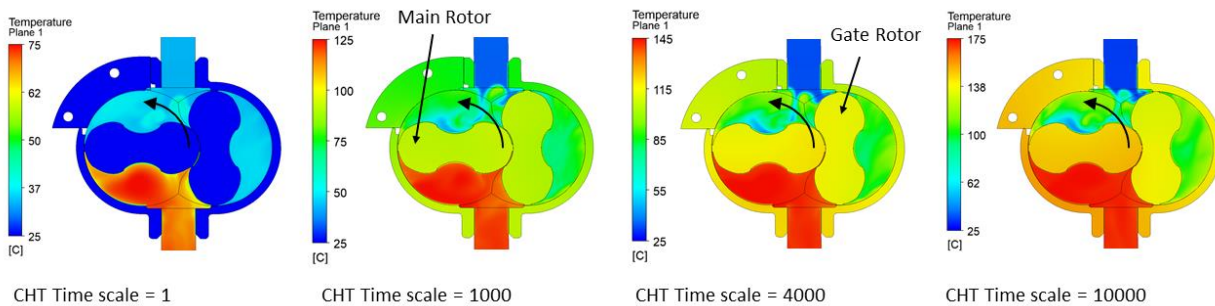 Temperature
Plane 1
75
62
50
37
25
[C]
CHT Time scale = 1
Main Rotor
Temperature
Plane 1
125
100
75
50
25
[C]
CHT Time scale = 1000
Gate Rotor
Temperature
Plane 1
145
115
85
55
25
[C]
CHT Time scale = 4000
Temperature
Plane 1
175
138
100
62
25
[C]
CHT Time scale = 10000